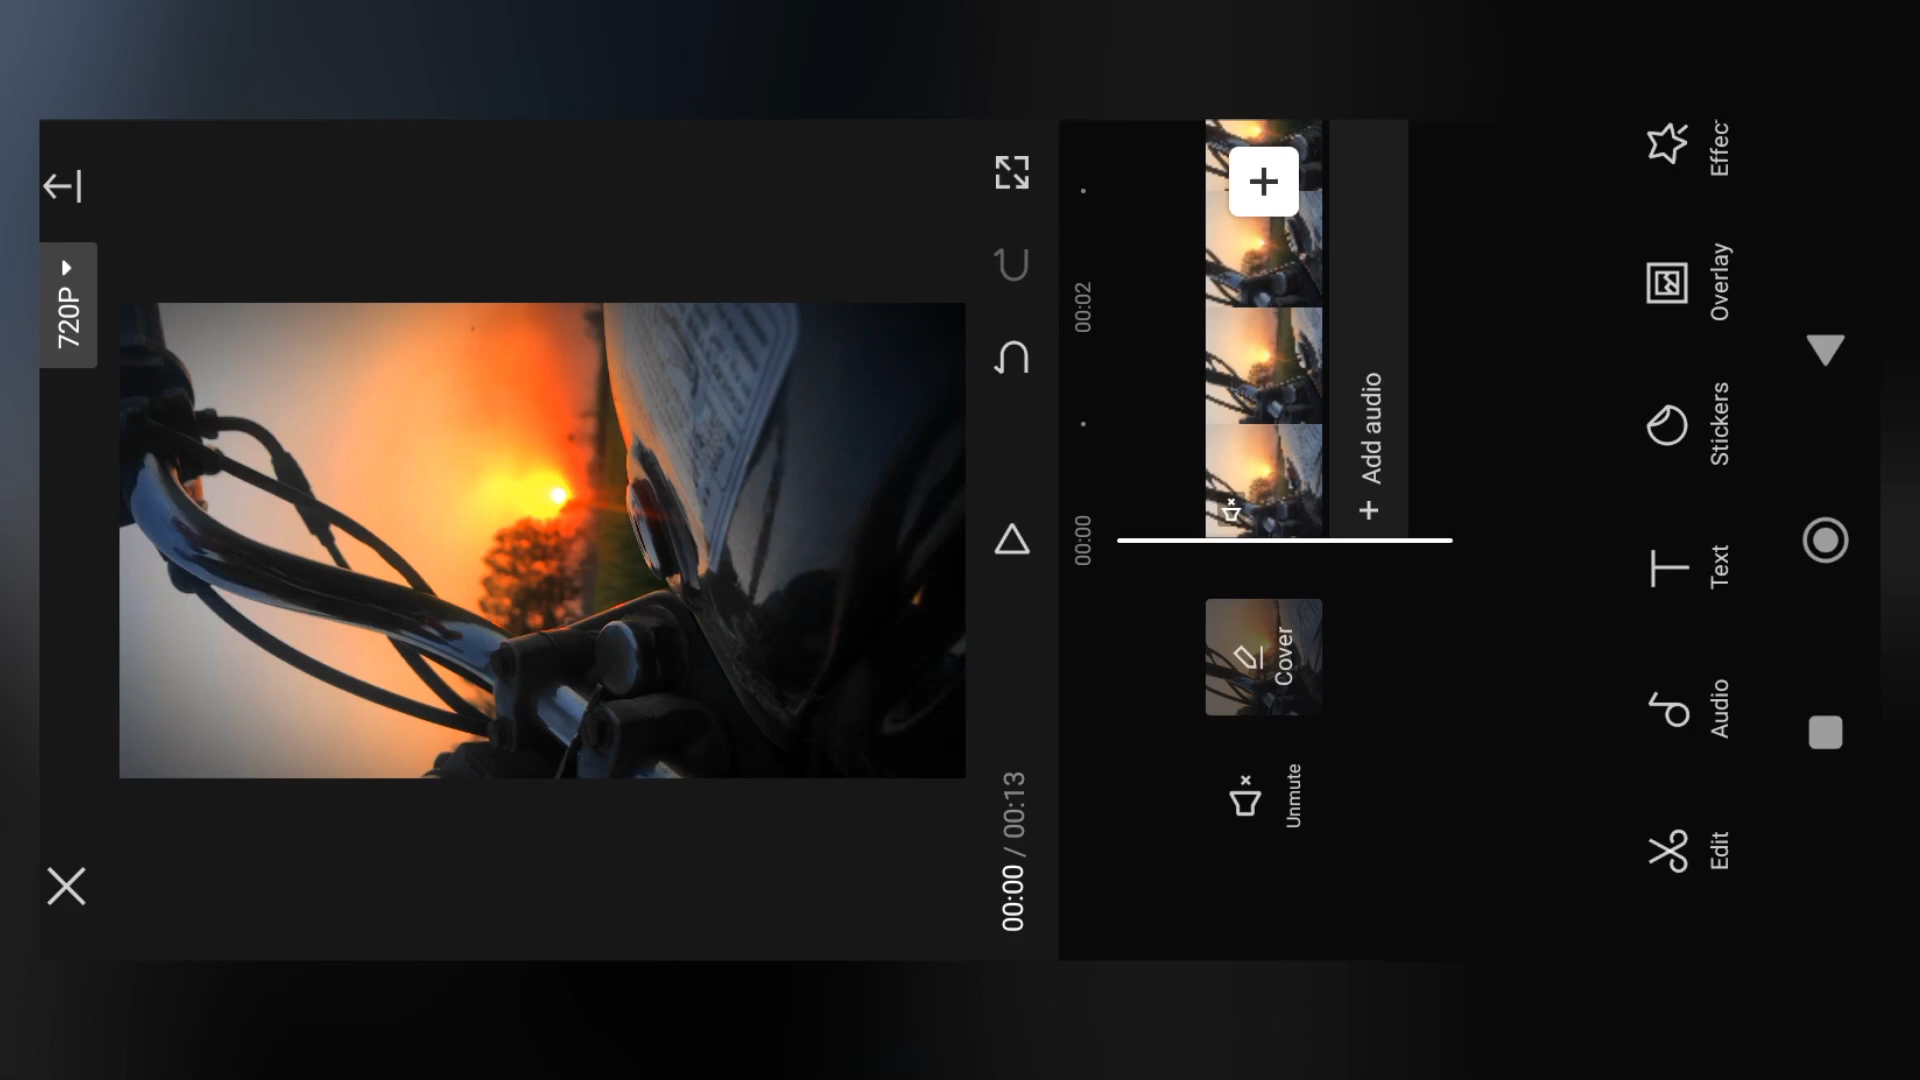 720P
00:00 / 00:13
00:00
00:02
Cover
Unmute
+ Add audio
Edit
Audio
Text
Stickers
Overlay
Effec